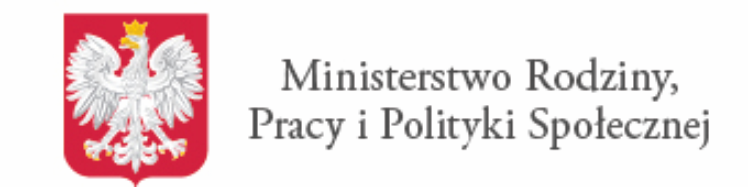 Ministerstwo Rodziny,
Pracy i Polityki Społecznej